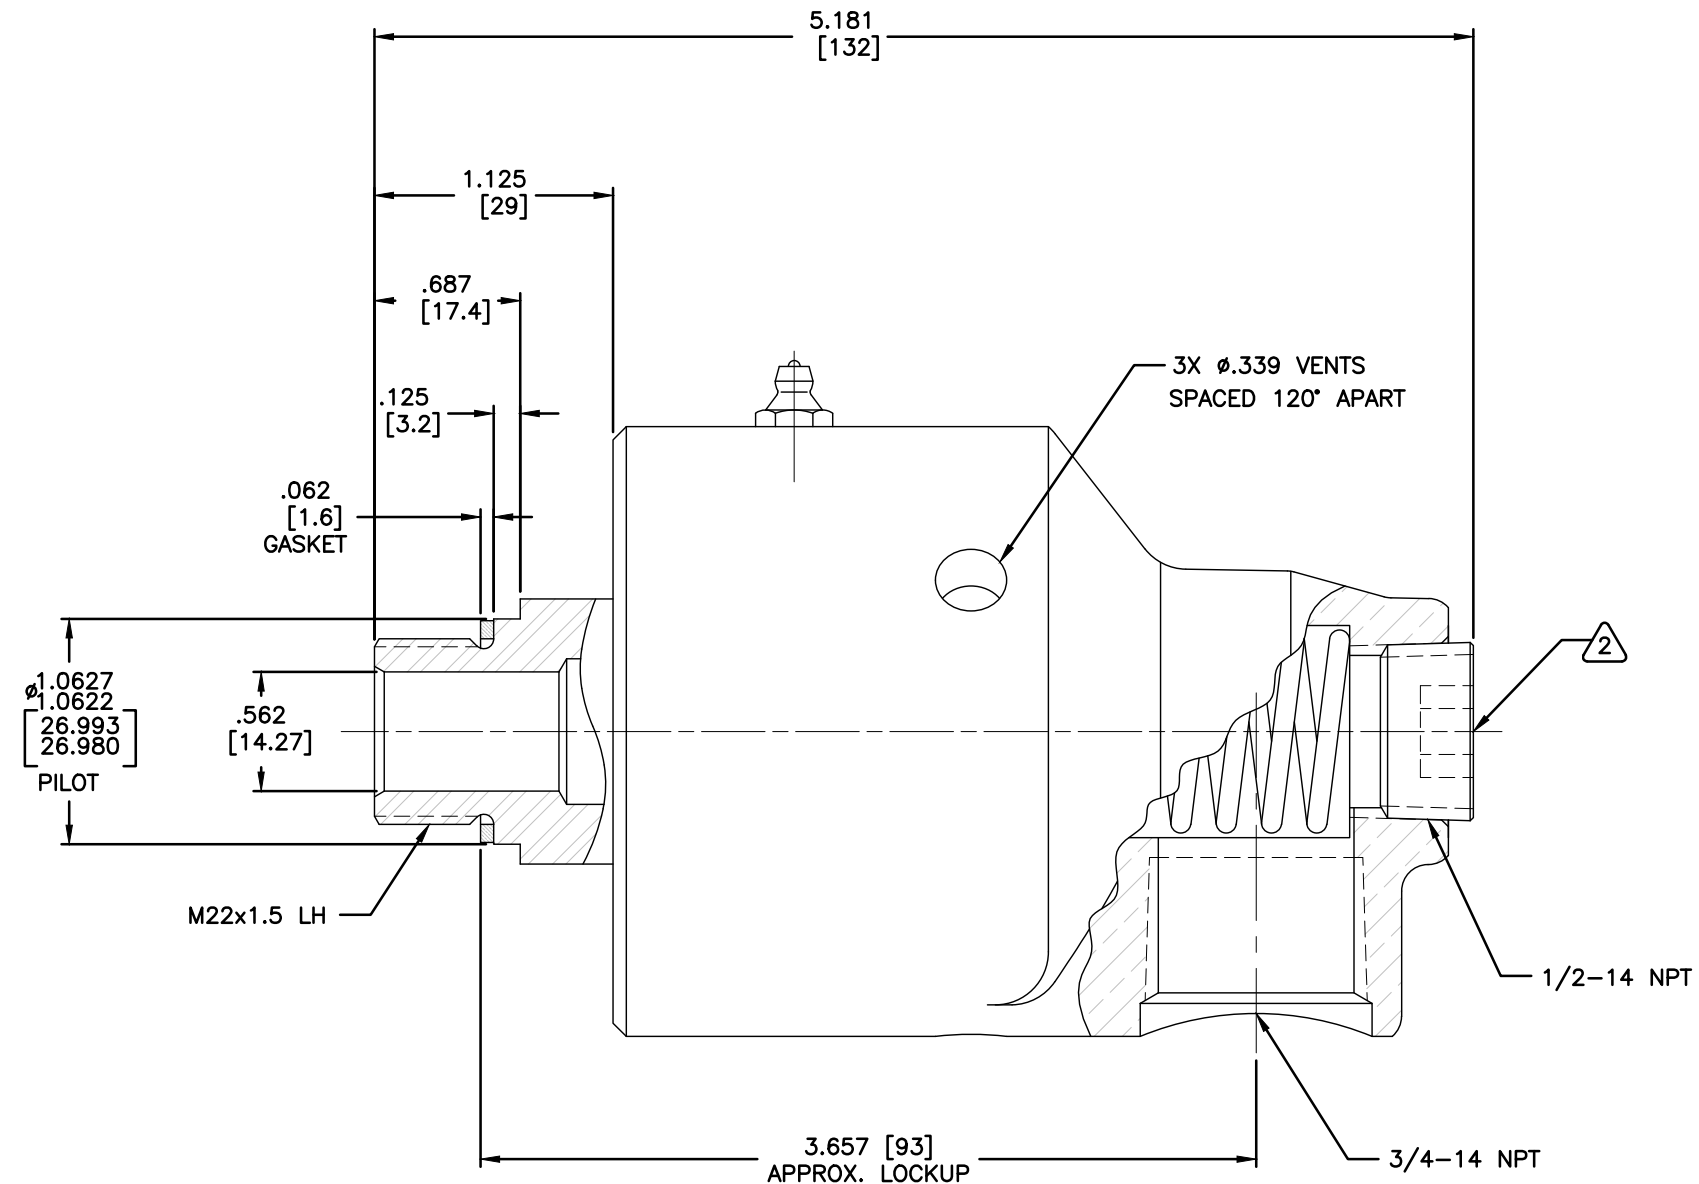 5.181
[132]
1.125
[29]
.687
[17.4]
3X ø.339 VENTS
SPACED 120° APART
.125
[3.2]
.062
[1.6]
GASKET
2
ø1.0627
1.0622
[26.993
26.980]
PILOT
.562
[14.27]
M22x1.5 LH
1/2-14 NPT
3.657 [93]
APPROX. LOCKUP
3/4-14 NPT